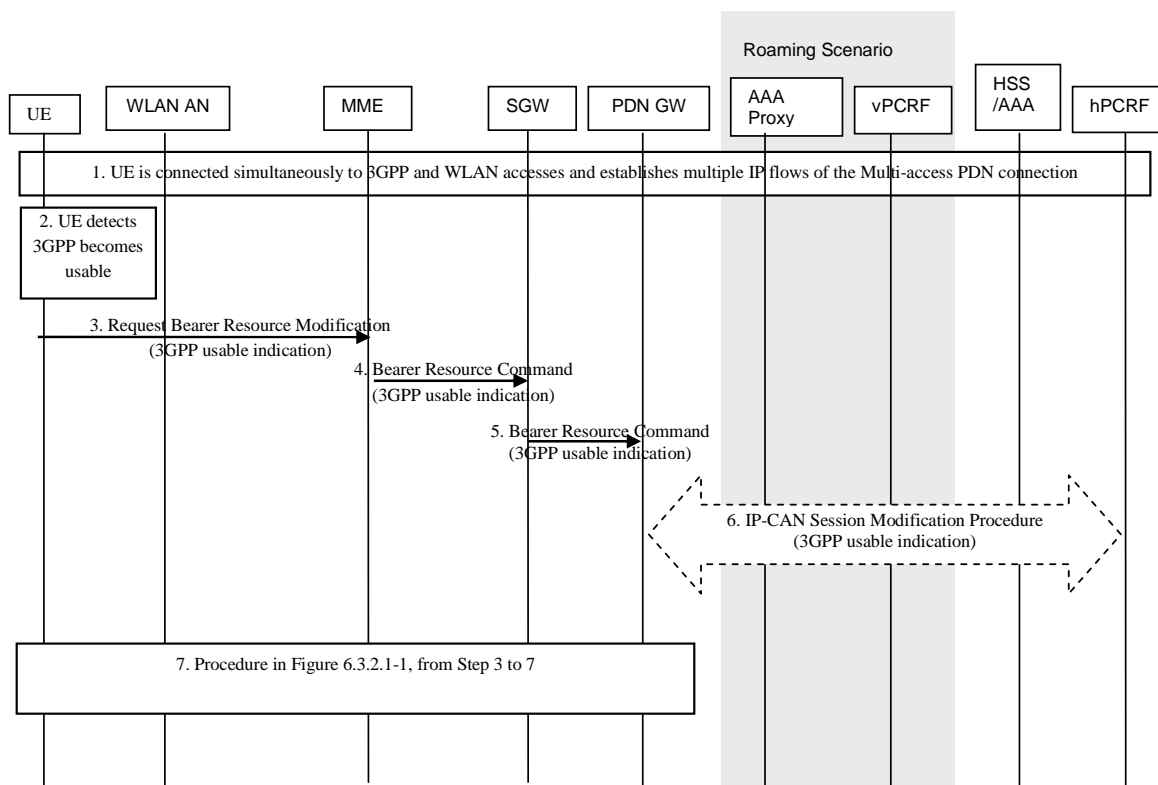 Roaming Scenario
UE
WLAN AN
MME
SGW
PDN GW
AAA
Proxy
vPCRF
HSS
/AAA
hPCRF
1. UE is connected simultaneously to 3GPP and WLAN accesses and establishes multiple IP flows of the Multi-access PDN connection
2. UE detects
3GPP becomes
usable
3. Request Bearer Resource Modification
(3GPP usable indication)
4. Bearer Resource Command
(3GPP usable indication)
5. Bearer Resource Command
(3GPP usable indication)
6. IP-CAN Session Modification Procedure
(3GPP usable indication)
7. Procedure in Figure 6.3.2.1-1, from Step 3 to 7